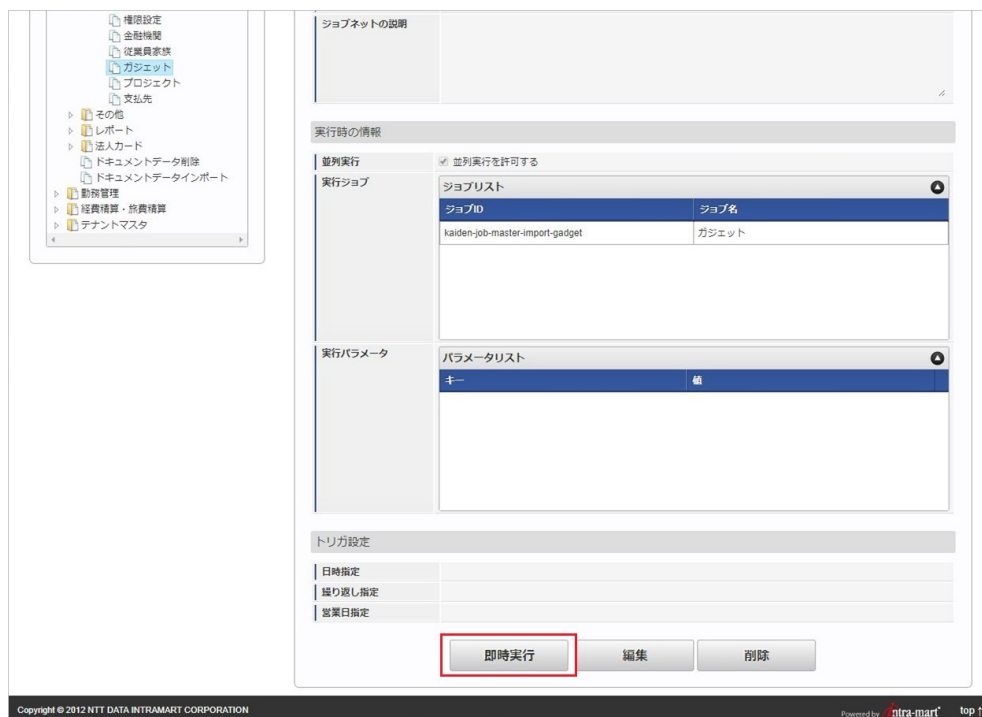 権限設定
金融機関
従業員家族
ガジェット
プロジェクト
支払先
その他
レポート
法人カード
ドキュメントデータ削除
ドキュメントデータインポート
勤務管理
経費精算・旅費精算
テナントマスタ
ジョブネットの説明
実行時の情報
並列実行
並列実行を許可する
実行ジョブ
ジョブリスト
ジョブID ジョブ名
kaiden-job-master-import-gadget ガジェット
実行パラメータ
パラメータリスト
キー 値
トリガ設定
日時指定
繰り返し指定
営業日指定
即時実行 編集 削除
Copyright © 2012 NTT DATA INTRAMART CORPORATION
Powered by intra-mart top ↑